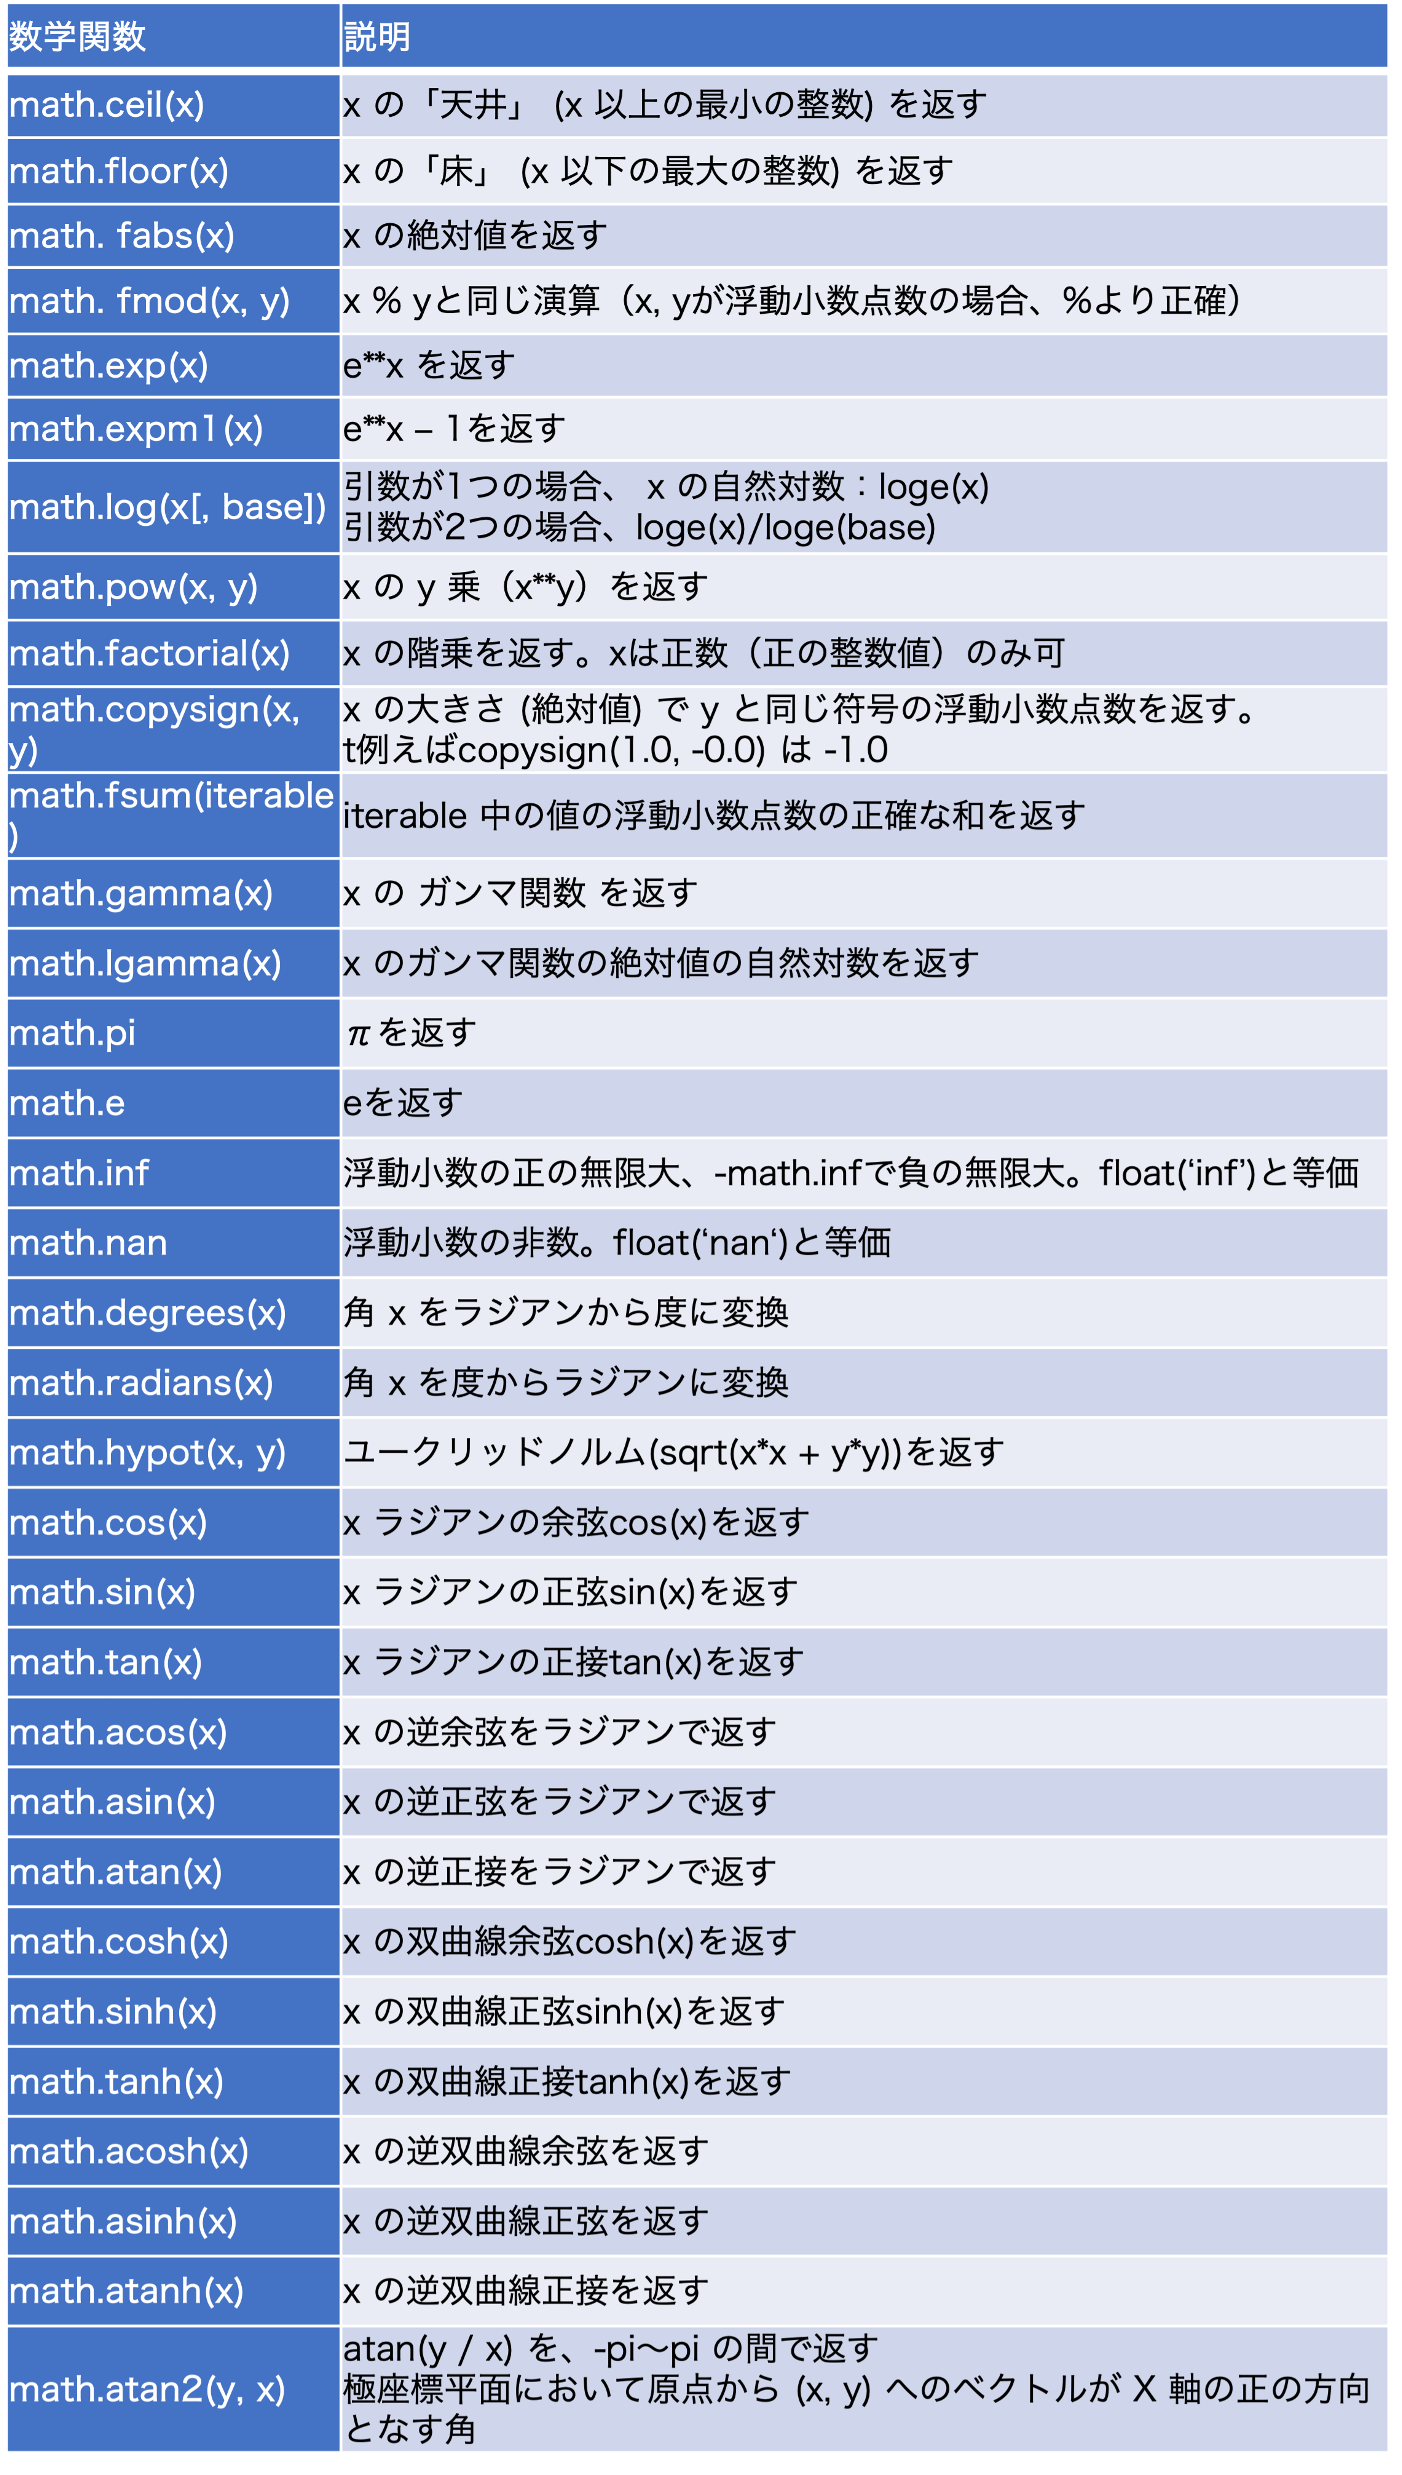 数学関数 説明
math.ceil(x) x の「天井」 (x 以上の最小の整数) を返す
math.floor(x) x の「床」 (x 以下の最大の整数) を返す
math. fabs(x) x の絶対値を返す
math. fmod(x, y) x % yと同じ演算（x, yが浮動小数点数の場合、%より正確）
math.exp(x) e**x を返す
math.expm1(x) e**x – 1を返す
math.log(x[, base]) 引数が1つの場合、 x の自然対数：loge(x)
引数が2つの場合、loge(x)/loge(base)
math.pow(x, y) x の y 乗（x**y）を返す
math.factorial(x) x の階乗を返す。xは正数（正の整数値）のみ可
math.copysign(x, x の大きさ (絶対値) で y と同じ符号の浮動小数点数を返す。
y) t例えばcopysign(1.0, -0.0) は -1.0
math.fsum(iterable
) iterable 中の値の浮動小数点数の正確な和を返す
math.gamma(x) x の ガンマ関数 を返す
math.lgamma(x) x のガンマ関数の絶対値の自然対数を返す
math.pi πを返す
math.e eを返す
math.inf 浮動小数の正の無限大、-math.infで負の無限大。float(‘inf’)と等価
math.nan 浮動小数の非数。float(‘nan‘)と等価
math.degrees(x) 角 x をラジアンから度に変換
math.radians(x) 角 x を度からラジアンに変換
math.hypot(x, y) ユークリッドノルム(sqrt(x*x + y*y))を返す
math.cos(x) x ラジアンの余弦cos(x)を返す
math.sin(x) x ラジアンの正弦sin(x)を返す
math.tan(x) x ラジアンの正接tan(x)を返す
math.acos(x) x の逆余弦をラジアンで返す
math.asin(x) x の逆正弦をラジアンで返す
math.atan(x) x の逆正接をラジアンで返す
math.cosh(x) x の双曲線余弦cosh(x)を返す
math.sinh(x) x の双曲線正弦sinh(x)を返す
math.tanh(x) x の双曲線正接tanh(x)を返す
math.acosh(x) x の逆双曲線余弦を返す
math.asinh(x) x の逆双曲線正弦を返す
math.atanh(x) x の逆双曲線正接を返す
math.atan2(y, x) atan(y / x) を、-pi～pi の間で返す
極座標平面において原点から (x, y) へのベクトルが X 軸の正の方向
となす角